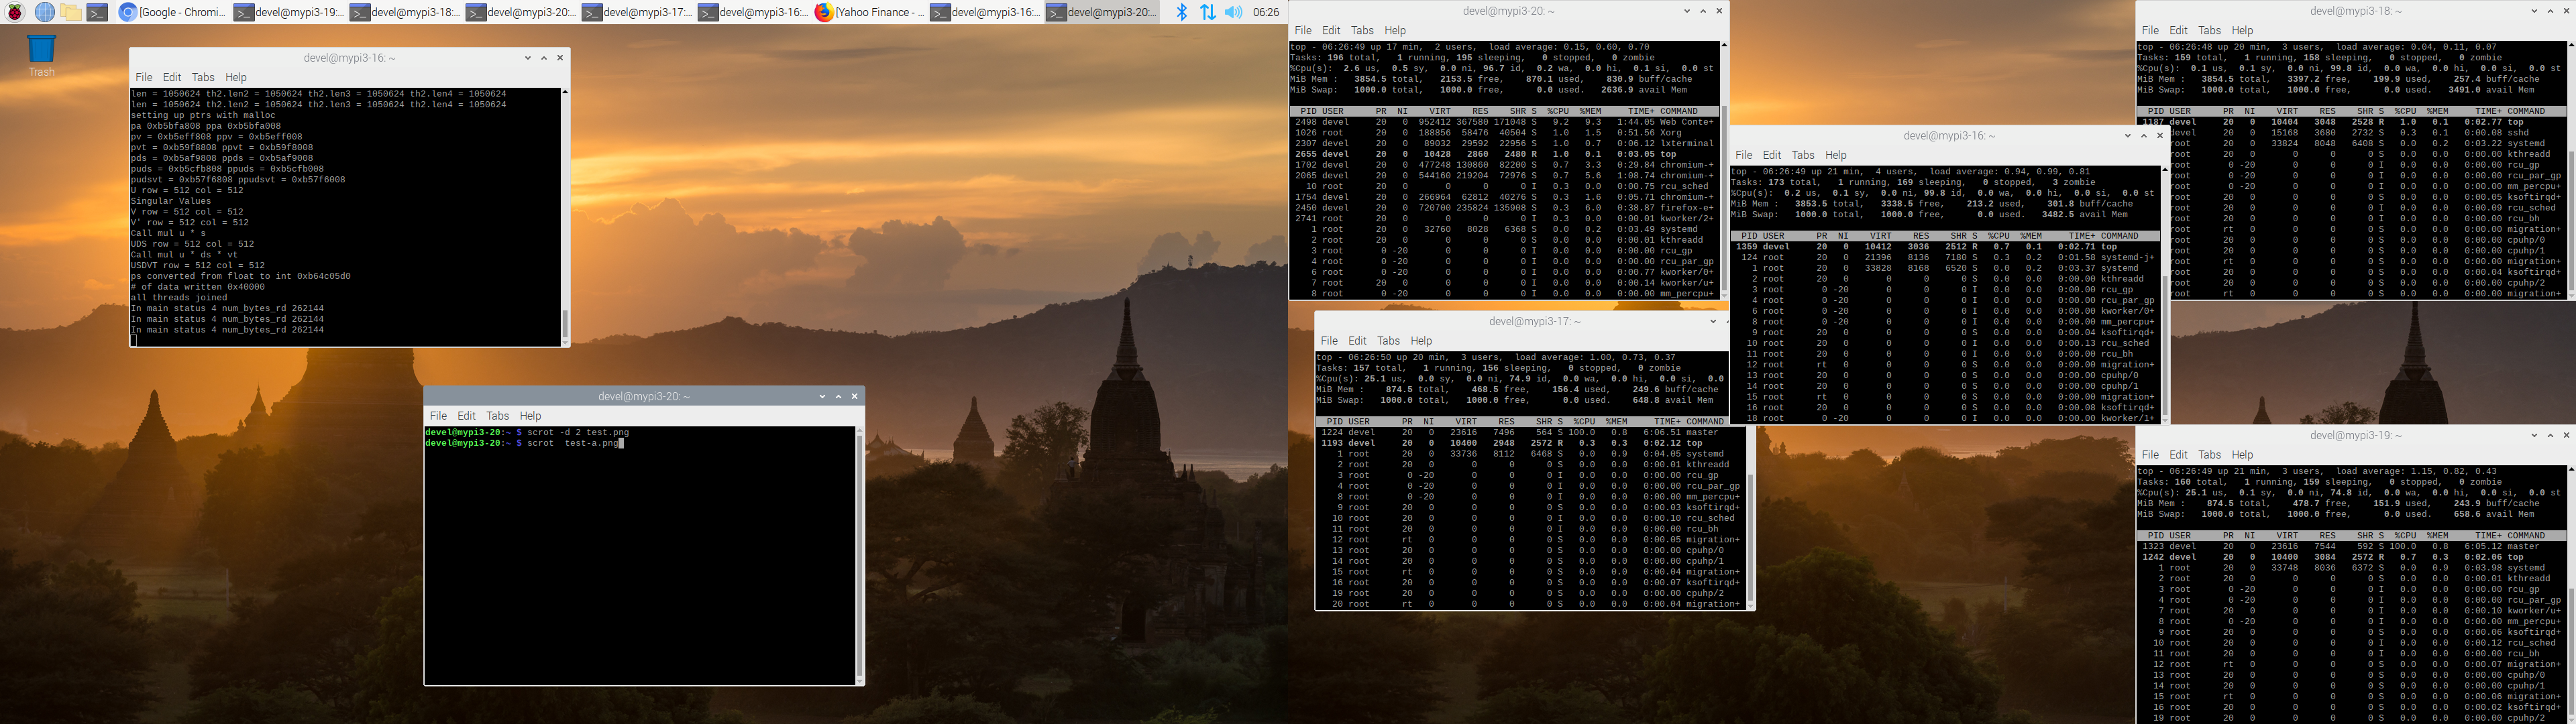 [Google - Chromi... devel@mypi3-19:... devel@mypi3-18:... devel@mypi3-20:... devel@mypi3-17:... devel@mypi3-16:... [Yahoo Finance - ... devel@mypi3-16:... devel@mypi3-20:... 06:26
Trash
devel@mypi3-16: ~
File Edit Tabs Help
len = 1050624 th2.len2 = 1050624 th2.len3 = 1050624 th2.len4 = 1050624
len = 1050624 th2.len2 = 1050624 th2.len3 = 1050624 th2.len4 = 1050624
setting up ptrs with malloc
pa 0xb5bfa808 ppa 0xb5bfa008
pv = 0xb5eff808 ppv = 0xb5eff008
pvt = 0xb59f8808 ppvt = 0xb59f8008
pds = 0xb5af9808 ppds = 0xb5af9008
puds = 0xb5cfb808 ppuds = 0xb5cfb008
pudsvt = 0xb57f6808 ppudsvt = 0xb57f6008
U row = 512 col = 512
Singular Values
V row = 512 col = 512
V' row = 512 col = 512
Call mul u * s
UDS row = 512 col = 512
Call mul u * ds * vt
USDVT row = 512 col = 512
ps converted from float to int 0xb64c05d0
# of data written 0x40000
all threads joined
In main status 4 num_bytes_rd 262144
In main status 4 num_bytes_rd 262144
In main status 4 num_bytes_rd 262144
devel@mypi3-20: ~
File Edit Tabs Help
devel@mypi3-20:~ $ scrot -d 2 test.png
devel@mypi3-20:~ $ scrot  test-a.png
devel@mypi3-20: ~
File Edit Tabs Help
top - 06:26:49 up 17 min,  2 users,  load average: 0.15, 0.60, 0.70
Tasks: 196 total,   1 running, 195 sleeping,   0 stopped,   0 zombie
%Cpu(s):  2.6 us,  0.5 sy,  0.0 ni, 96.7 id,  0.2 wa,  0.0 hi,  0.1 si,  0.0 st
MiB Mem :   3854.5 total,   2153.5 free,    870.1 used,    830.9 buff/cache
MiB Swap:   1000.0 total,   1000.0 free,      0.0 used.   2636.9 avail Mem
PID USER PR NI VIRT RES SHR S %CPU %MEM TIME+ COMMAND
2498 devel 20 0 952412 367580 171048 S 9.2 9.3 1:44.05 Web Conte+
1026 root 20 0 188856 58476 40504 S 1.0 1.5 0:51.56 Xorg
2307 devel 20 0 89032 29592 22956 S 1.0 0.7 0:06.12 lxterminal
2655 devel 20 0 10428 2860 2480 R 1.0 0.1 0:03.05 top
1702 devel 20 0 477248 130860 82200 S 0.7 3.3 0:29.84 chromium-+
2065 devel 20 0 544160 219204 72976 S 0.7 5.6 1:08.74 chromium-+
10 root 20 0 0 0 0 I 0.3 0.0 0:00.75 rcu_sched
1754 devel 20 0 266964 62812 40276 S 0.3 1.6 0:05.71 chromium-+
2450 devel 20 0 720700 235824 135908 S 0.3 6.0 0:38.87 firefox-e+
2741 root 20 0 0 0 0 I 0.3 0.0 0:00.01 kworker/2+
1 root 20 0 32760 8028 6368 S 0.0 0.2 0:03.49 systemd
2 root 20 0 0 0 0 S 0.0 0.0 0:00.01 kthreadd
3 root 0 -20 0 0 0 I 0.0 0.0 0:00.00 rcu_gp
4 root 0 -20 0 0 0 I 0.0 0.0 0:00.00 rcu_par_gp
6 root 0 -20 0 0 0 I 0.0 0.0 0:00.77 kworker/0+
7 root 20 0 0 0 0 I 0.0 0.0 0:00.14 kworker/u+
8 root 0 -20 0 0 0 I 0.0 0.0 0:00.00 mm_percpu+
devel@mypi3-17: ~
File Edit Tabs Help
top - 06:26:50 up 20 min,  3 users,  load average: 1.00, 0.73, 0.37
Tasks: 157 total,   1 running, 156 sleeping,   0 stopped,   0 zombie
%Cpu(s): 25.1 us,  0.0 sy,  0.0 ni, 74.9 id,  0.0 wa,  0.0 hi,  0.0 si,  0.0
MiB Mem :    874.5 total,    468.5 free,    156.4 used,    249.6 buff/cache
MiB Swap:   1000.0 total,   1000.0 free,      0.0 used.    648.8 avail Mem
PID USER PR NI VIRT RES SHR S %CPU %MEM TIME+ COMMAND
1224 devel 20 0 23616 7496 564 S 100.0 0.8 6:06.51 master
1193 devel 20 0 10400 2948 2572 R 0.3 0.3 0:02.12 top
1 root 20 0 33736 8112 6468 S 0.0 0.9 0:04.05 systemd
2 root 20 0 0 0 0 S 0.0 0.0 0:00.01 kthreadd
3 root 0 -20 0 0 0 I 0.0 0.0 0:00.00 rcu_gp
4 root 0 -20 0 0 0 I 0.0 0.0 0:00.00 rcu_par_gp
8 root 0 -20 0 0 0 I 0.0 0.0 0:00.00 mm_percpu+
9 root 20 0 0 0 0 S 0.0 0.0 0:00.03 ksoftirqd+
10 root 20 0 0 0 0 I 0.0 0.0 0:00.10 rcu_sched
11 root 20 0 0 0 0 I 0.0 0.0 0:00.00 rcu_bh
12 root rt 0 0 0 0 S 0.0 0.0 0:00.05 migration+
13 root 20 0 0 0 0 S 0.0 0.0 0:00.00 cpuhp/0
14 root 20 0 0 0 0 S 0.0 0.0 0:00.00 cpuhp/1
15 root rt 0 0 0 0 S 0.0 0.0 0:00.04 migration+
16 root 20 0 0 0 0 S 0.0 0.0 0:00.07 ksoftirqd+
19 root 20 0 0 0 0 S 0.0 0.0 0:00.00 cpuhp/2
20 root rt 0 0 0 0 S 0.0 0.0 0:00.04 migration+
devel@mypi3-16: ~
File Edit Tabs Help
top - 06:26:49 up 21 min,  4 users,  load average: 0.94, 0.99, 0.81
Tasks: 173 total,   1 running, 169 sleeping,   0 stopped,   3 zombie
%Cpu(s):  0.2 us,  0.1 sy,  0.0 ni, 99.8 id,  0.0 wa,  0.0 hi,  0.0 si,  0.0 st
MiB Mem :   3853.5 total,   3338.5 free,    213.2 used,    301.8 buff/cache
MiB Swap:   1000.0 total,   1000.0 free,      0.0 used.   3482.5 avail Mem
PID USER PR NI VIRT RES SHR S %CPU %MEM TIME+ COMMAND
1359 devel 20 0 10412 3036 2512 R 0.7 0.1 0:02.71 top
124 root 20 0 21396 8136 7180 S 0.3 0.2 0:01.58 systemd-j+
1 root 20 0 33828 8168 6520 S 0.0 0.2 0:03.37 systemd
2 root 20 0 0 0 0 S 0.0 0.0 0:00.00 kthreadd
3 root 0 -20 0 0 0 I 0.0 0.0 0:00.00 rcu_gp
4 root 0 -20 0 0 0 I 0.0 0.0 0:00.00 rcu_par_gp
6 root 0 -20 0 0 0 I 0.0 0.0 0:00.00 kworker/0+
8 root 0 -20 0 0 0 I 0.0 0.0 0:00.00 mm_percpu+
9 root 20 0 0 0 0 S 0.0 0.0 0:00.04 ksoftirqd+
10 root 20 0 0 0 0 I 0.0 0.0 0:00.13 rcu_sched
11 root 20 0 0 0 0 I 0.0 0.0 0:00.00 rcu_bh
12 root rt 0 0 0 0 S 0.0 0.0 0:00.00 migration+
13 root 20 0 0 0 0 S 0.0 0.0 0:00.00 cpuhp/0
14 root 20 0 0 0 0 S 0.0 0.0 0:00.00 cpuhp/1
15 root rt 0 0 0 0 S 0.0 0.0 0:00.00 migration+
16 root 20 0 0 0 0 S 0.0 0.0 0:00.08 ksoftirqd+
18 root 0 -20 0 0 0 I 0.0 0.0 0:00.00 kworker/1+
devel@mypi3-18: ~
File Edit Tabs Help
top - 06:26:48 up 20 min,  3 users,  load average: 0.04, 0.11, 0.07
Tasks: 159 total,   1 running, 158 sleeping,   0 stopped,   0 zombie
%Cpu(s):  0.1 us,  0.1 sy,  0.0 ni, 99.8 id,  0.0 wa,  0.0 hi,  0.0 si,  0.0 st
MiB Mem :   3854.5 total,   3397.2 free,    199.9 used,    257.4 buff/cache
MiB Swap:   1000.0 total,   1000.0 free,      0.0 used.   3491.0 avail Mem
PID USER PR NI VIRT RES SHR S %CPU %MEM TIME+ COMMAND
1187 devel 20 0 10404 3048 2528 R 1.0 0.1 0:02.77 top
devel 20 0 15168 3680 2732 S 0.3 0.1 0:00.08 sshd
root 20 0 33824 8048 6408 S 0.0 0.2 0:03.22 systemd
root 20 0 0 0 0 S 0.0 0.0 0:00.00 kthreadd
root 0 -20 0 0 0 I 0.0 0.0 0:00.00 rcu_gp
root 0 -20 0 0 0 I 0.0 0.0 0:00.00 rcu_par_gp
root 0 -20 0 0 0 I 0.0 0.0 0:00.00 mm_percpu+
root 20 0 0 0 0 S 0.0 0.0 0:00.05 ksoftirqd+
root 20 0 0 0 0 I 0.0 0.0 0:00.09 rcu_sched
root 20 0 0 0 0 I 0.0 0.0 0:00.00 rcu_bh
root rt 0 0 0 0 S 0.0 0.0 0:00.00 migration+
root 20 0 0 0 0 S 0.0 0.0 0:00.00 cpuhp/0
root 20 0 0 0 0 S 0.0 0.0 0:00.00 cpuhp/1
root rt 0 0 0 0 S 0.0 0.0 0:00.00 migration+
root 20 0 0 0 0 S 0.0 0.0 0:00.04 ksoftirqd+
root 20 0 0 0 0 S 0.0 0.0 0:00.00 cpuhp/2
root rt 0 0 0 0 S 0.0 0.0 0:00.00 migration+
devel@mypi3-19: ~
File Edit Tabs Help
top - 06:26:49 up 21 min,  3 users,  load average: 1.15, 0.82, 0.43
Tasks: 160 total,   1 running, 159 sleeping,   0 stopped,   0 zombie
%Cpu(s): 25.1 us,  0.1 sy,  0.0 ni, 74.8 id,  0.0 wa,  0.0 hi,  0.0 si,  0.0 st
MiB Mem :    874.5 total,    478.7 free,    151.9 used,    243.9 buff/cache
MiB Swap:   1000.0 total,   1000.0 free,      0.0 used.    658.6 avail Mem
PID USER PR NI VIRT RES SHR S %CPU %MEM TIME+ COMMAND
1323 devel 20 0 23616 7544 592 S 100.0 0.8 6:05.12 master
1242 devel 20 0 10400 3084 2572 R 0.7 0.3 0:02.06 top
1 root 20 0 33748 8036 6372 S 0.0 0.9 0:03.98 systemd
2 root 20 0 0 0 0 S 0.0 0.0 0:00.01 kthreadd
3 root 0 -20 0 0 0 I 0.0 0.0 0:00.00 rcu_gp
4 root 0 -20 0 0 0 I 0.0 0.0 0:00.00 rcu_par_gp
7 root 20 0 0 0 0 I 0.0 0.0 0:00.10 kworker/u+
8 root 0 -20 0 0 0 I 0.0 0.0 0:00.00 mm_percpu+
9 root 20 0 0 0 0 S 0.0 0.0 0:00.06 ksoftirqd+
10 root 20 0 0 0 0 I 0.0 0.0 0:00.12 rcu_sched
11 root 20 0 0 0 0 I 0.0 0.0 0:00.00 rcu_bh
12 root rt 0 0 0 0 S 0.0 0.0 0:00.07 migration+
13 root 20 0 0 0 0 S 0.0 0.0 0:00.00 cpuhp/0
14 root 20 0 0 0 0 S 0.0 0.0 0:00.00 cpuhp/1
15 root rt 0 0 0 0 S 0.0 0.0 0:00.06 migration+
16 root 20 0 0 0 0 S 0.0 0.0 0:00.02 ksoftirqd+
19 root 20 0 0 0 0 S 0.0 0.0 0:00.00 cpuhp/2